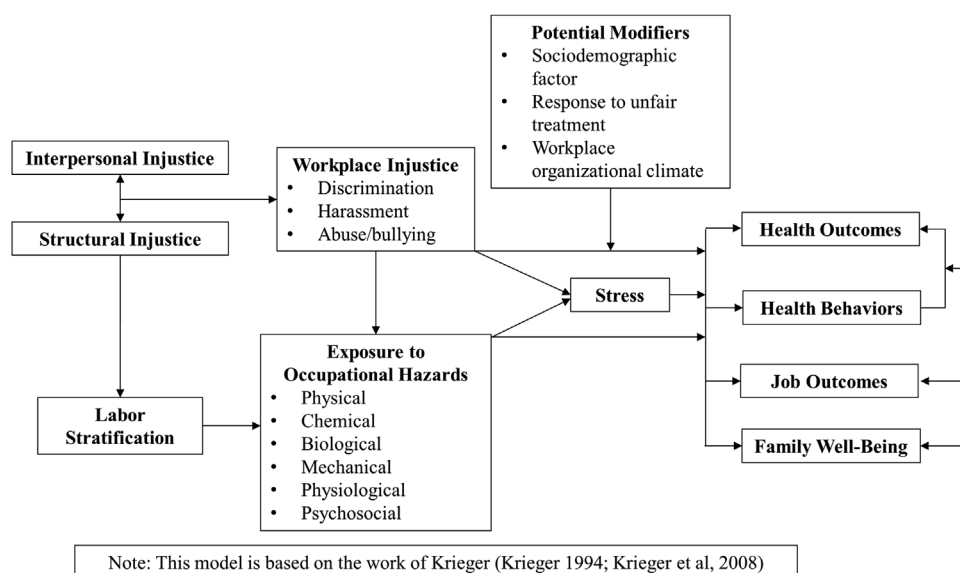 Potential Modifiers
• Sociodemographic
factor
• Response to unfair
treatment
• Workplace
organizational climate
Interpersonal Injustice
Structural Injustice
Workplace Injustice
• Discrimination
• Harassment
• Abuse/bullying
Stress
Health Outcomes
Health Behaviors
Job Outcomes
Family Well-Being
Labor
Stratification
Exposure to
Occupational Hazards
• Physical
• Chemical
• Biological
• Mechanical
• Physiological
• Psychosocial
Note: This model is based on the work of Krieger (Krieger 1994; Krieger et al, 2008)